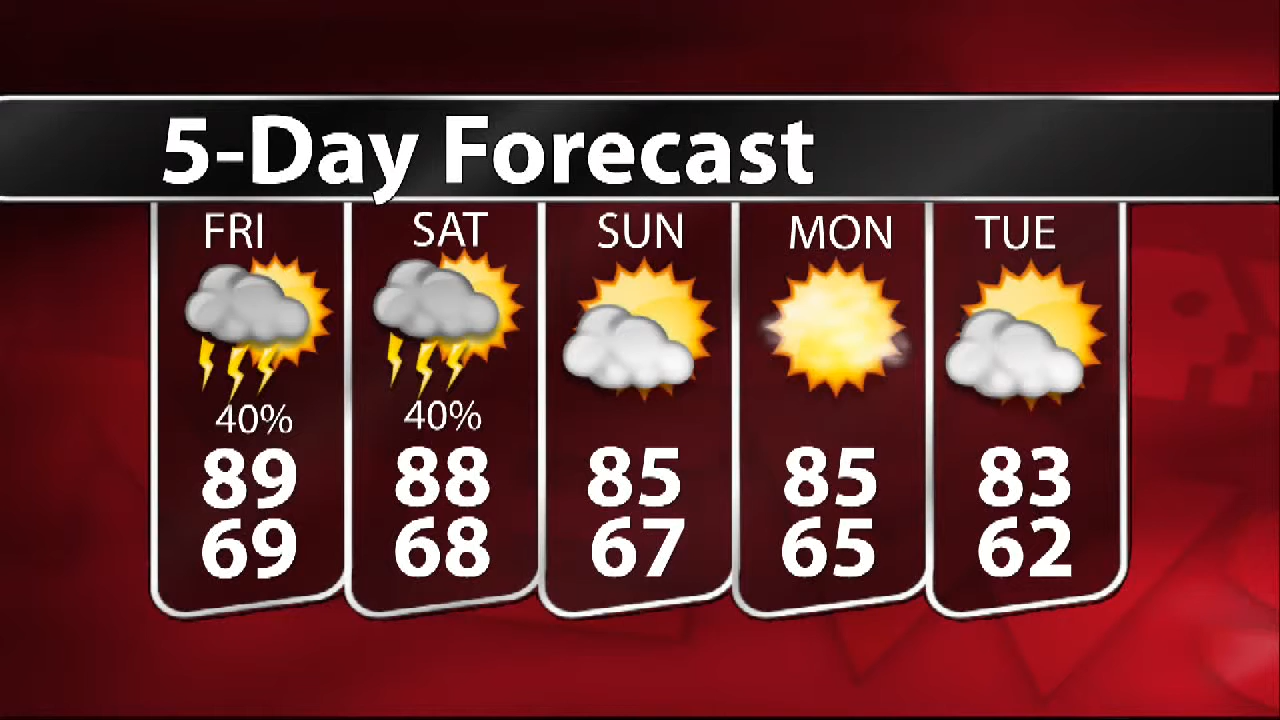 5-Day Forecast
FRI SAT SUN MON TUE
40% 40%
89 88 85 85 83
69 68 67 65 62